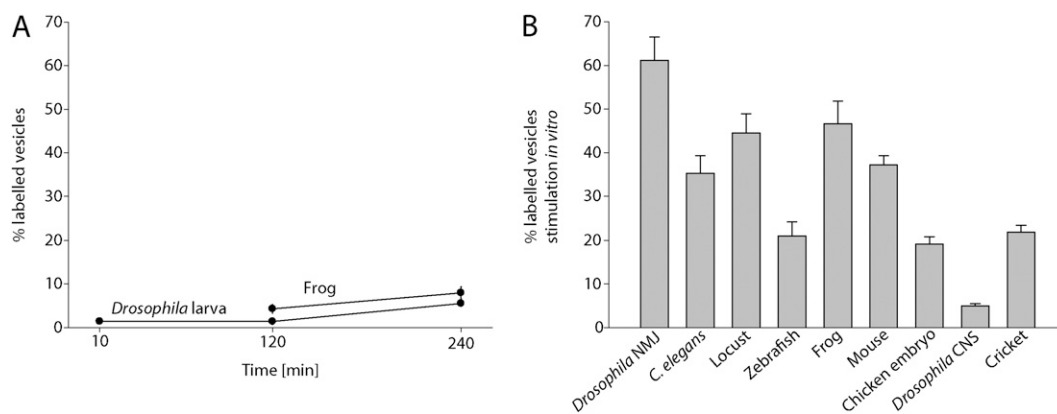 A
% labelled vesicles
70
60
50
40
30
20
10
0
Drosophila larva
Frog
10
120
240
Time [min]
B
% labelled vesicles
stimulation in vitro
70
60
50
40
30
20
10
0
Drosophila NMJ
C. elegans
Locust
Zebrafish
Frog
Mouse
Chicken embryo
Drosophila CNS
Cricket